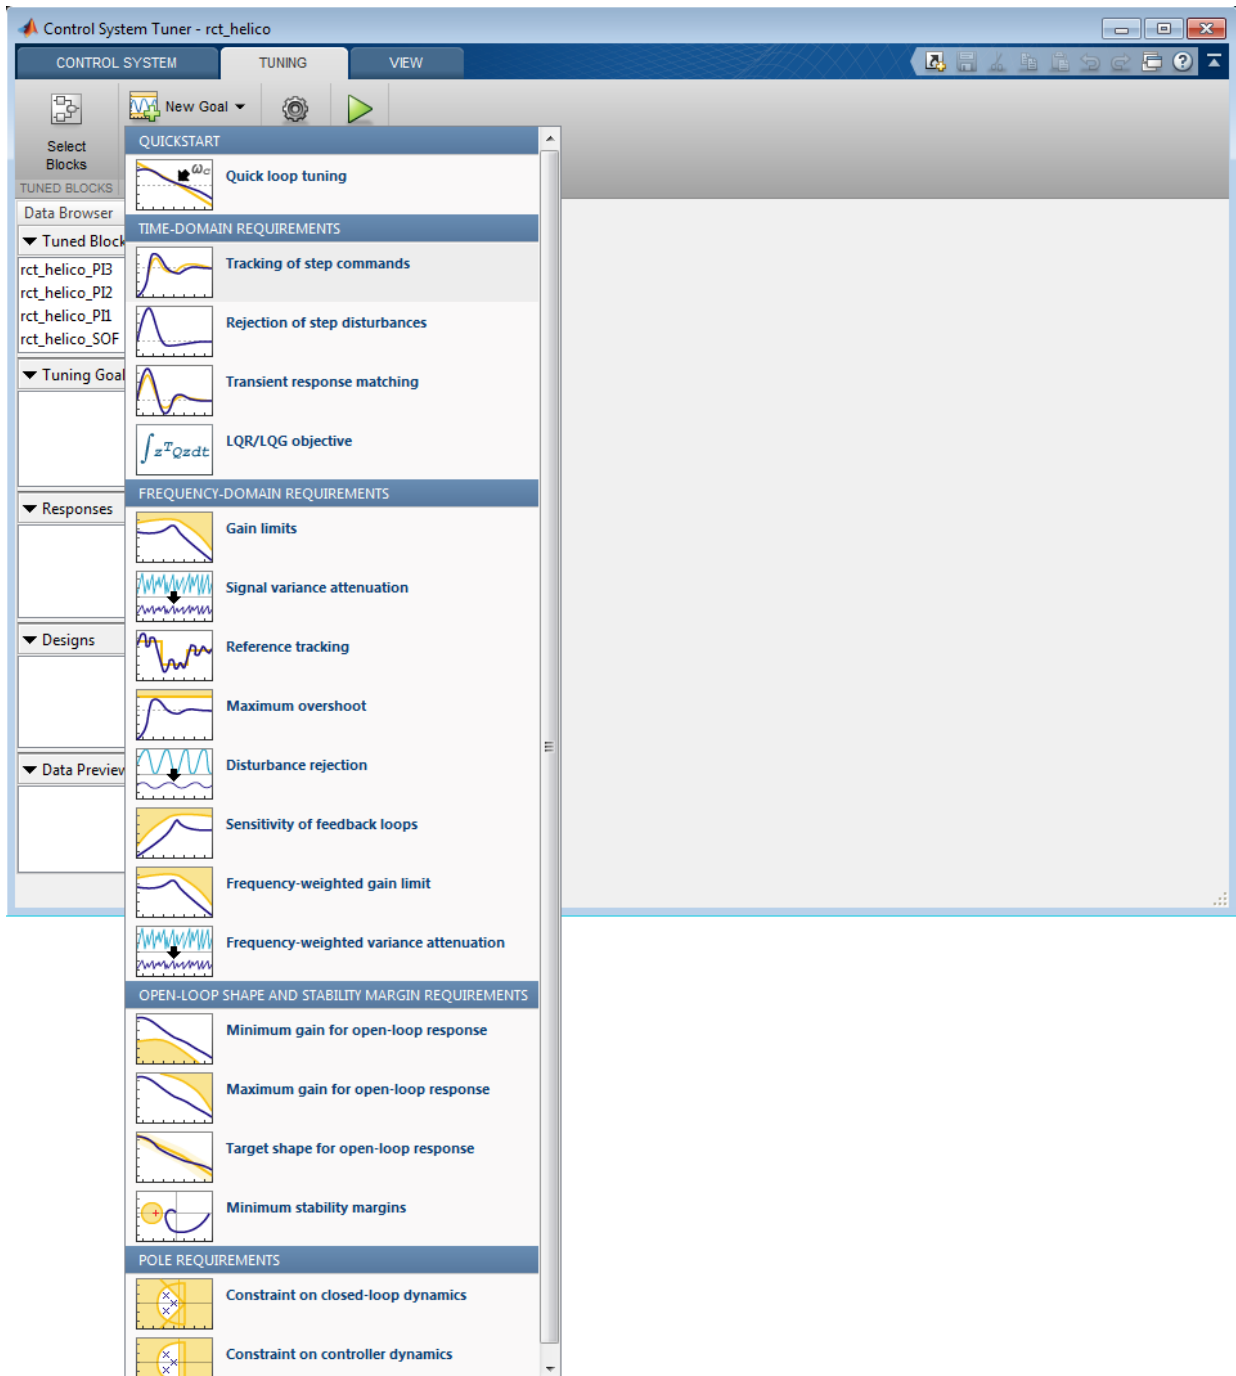 Control System Tuner - rct_helico
CONTROL SYSTEM
TUNING
VIEW
New Goal
Select
Blocks
TUNED BLOCKS
Data Browser
Tuned Block
rct_helico_PI3
rct_helico_PI2
rct_helico_PI1
rct_helico_SOF
Tuning Goal
Responses
Designs
Data Preview
QUICKSTART
ωc
Quick loop tuning
TIME-DOMAIN REQUIREMENTS
Tracking of step commands
Rejection of step disturbances
Transient response matching
∫zᵀQzdt
LQR/LQG objective
FREQUENCY-DOMAIN REQUIREMENTS
Gain limits
Signal variance attenuation
Reference tracking
Maximum overshoot
Disturbance rejection
Sensitivity of feedback loops
Frequency-weighted gain limit
Frequency-weighted variance attenuation
OPEN-LOOP SHAPE AND STABILITY MARGIN REQUIREMENTS
Minimum gain for open-loop response
Maximum gain for open-loop response
Target shape for open-loop response
Minimum stability margins
POLE REQUIREMENTS
Constraint on closed-loop dynamics
Constraint on controller dynamics